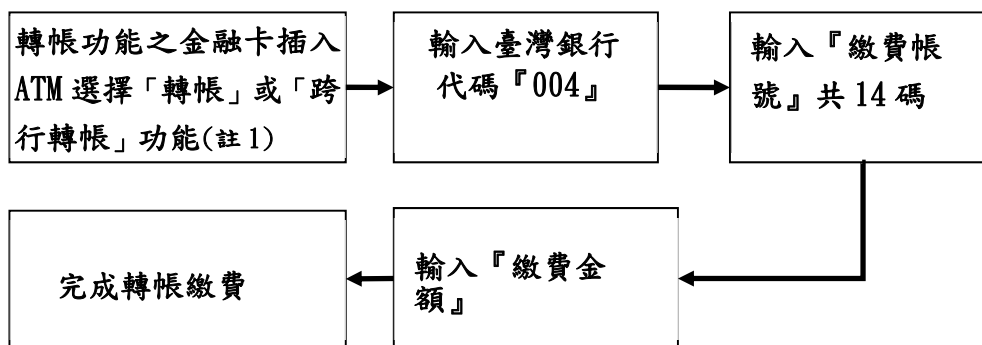 轉帳功能之金融卡插入
ATM 選擇「轉帳」或「跨
行轉帳」功能(註 1)
輸入臺灣銀行
代碼『004』
輸入『繳費帳
號』共 14 碼
輸入『繳費金
額』
完成轉帳繳費